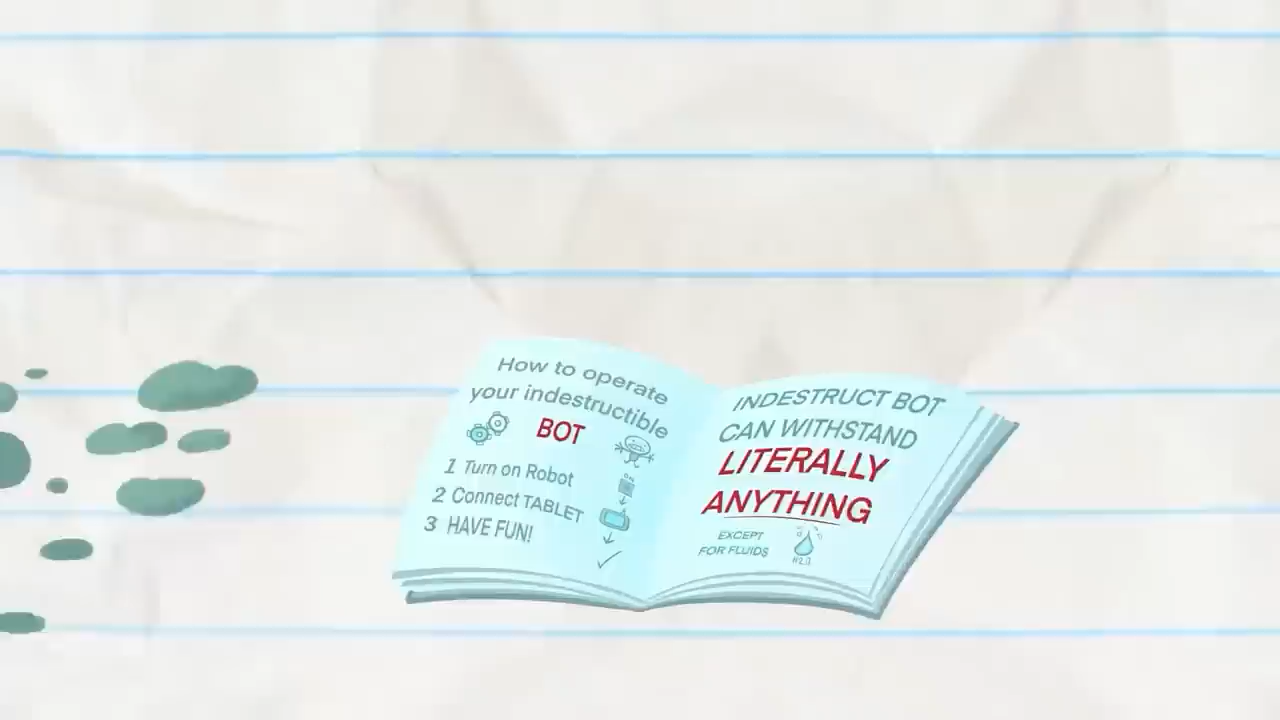 How to operate
your indestructible
BOT
1 Turn on Robot
2 Connect TABLET
3 HAVE FUN!
ON
INDESTRUCT BOT
CAN WITHSTAND
LITERALLY
ANYTHING
EXCEPT
FOR FLUIDS
H2O